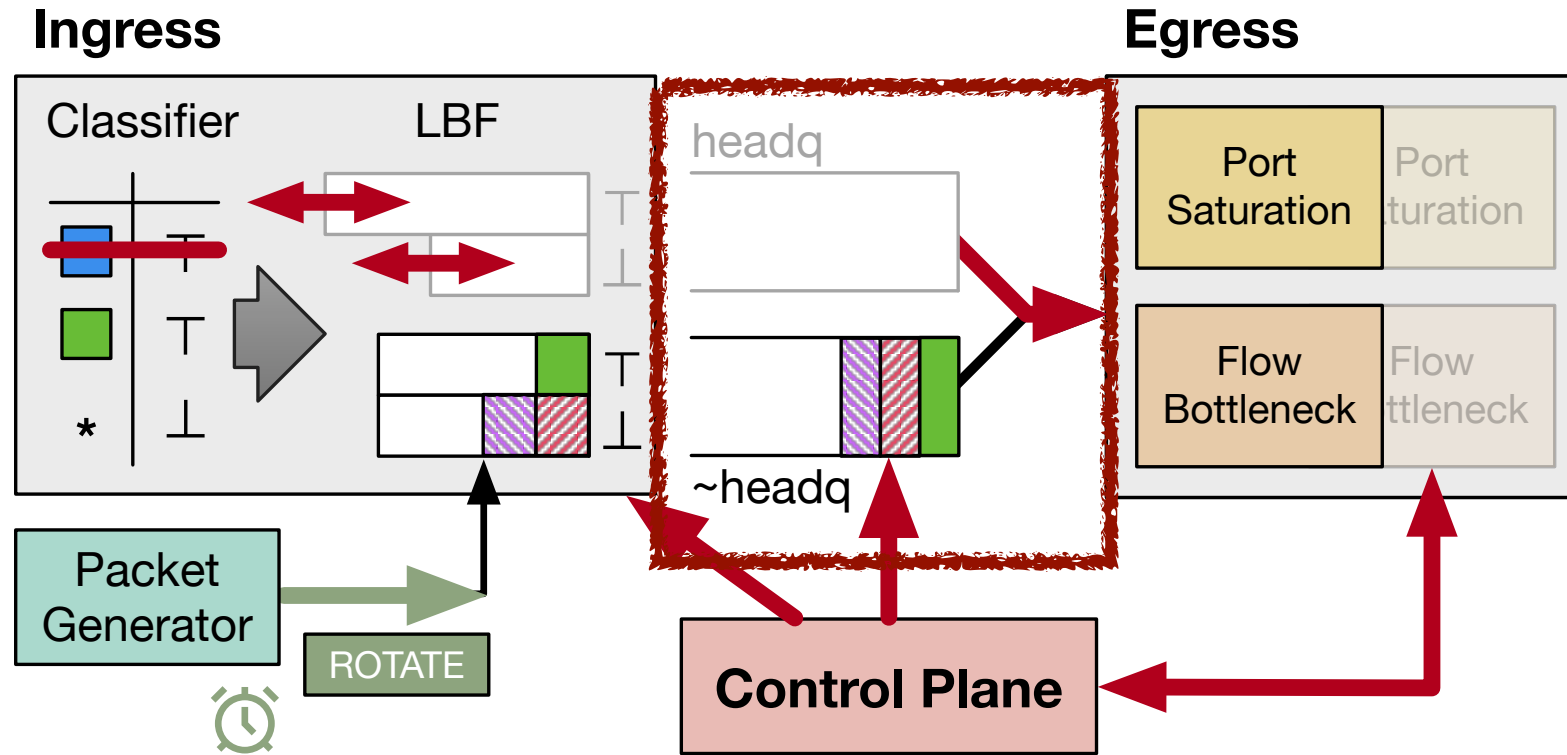 Ingress
Egress
Classifier
LBF
headq
⊤
⊥
⊤
⊤
* ⊥
⊤
⊥
~headq
Port
Saturation
Port
turation
Flow
Bottleneck
Flow
ttleneck
Packet
Generator
ROTATE
Control Plane